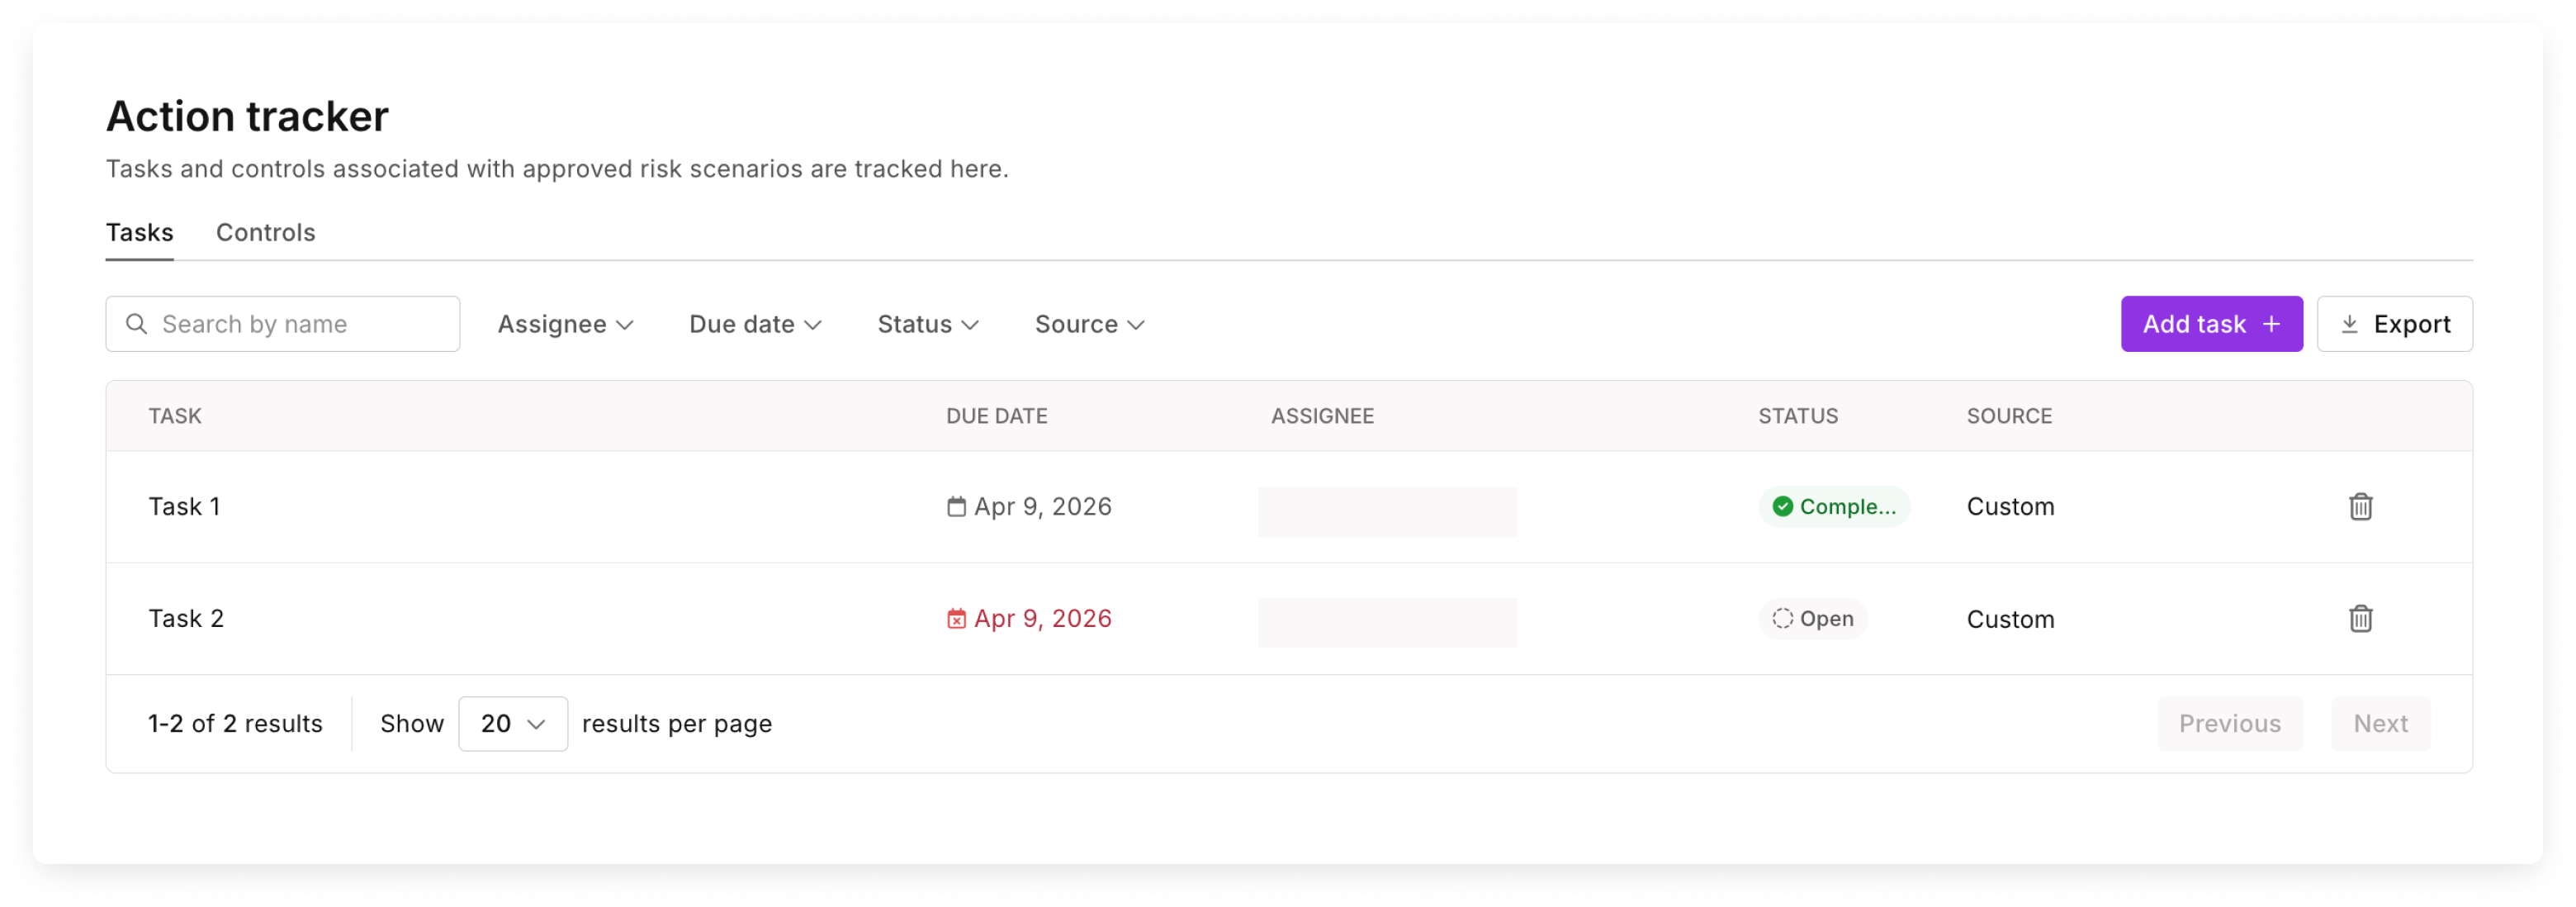 Action tracker
Tasks and controls associated with approved risk scenarios are tracked here.
Tasks Controls
Search by name Assignee Due date Status Source Add task + Export
TASK DUE DATE ASSIGNEE STATUS SOURCE
Task 1 Apr 9, 2026 Comple... Custom
Task 2 Apr 9, 2026 Open Custom
1-2 of 2 results Show 20 results per page Previous Next